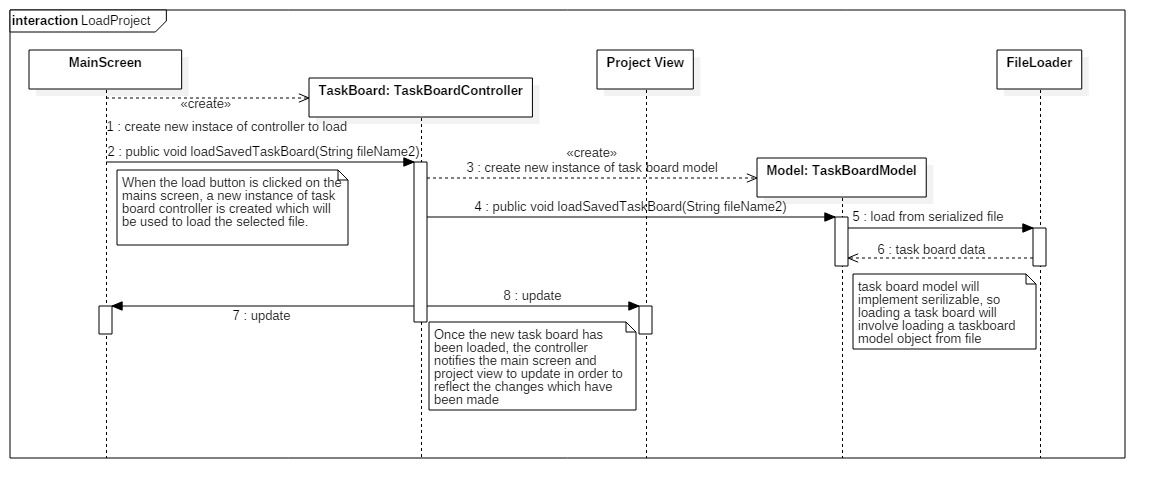 interaction LoadProject
MainScreen
TaskBoard: TaskBoardController
Project View
FileLoader
«create»
1 : create new instace of controller to load
2 : public void loadSavedTaskBoard(String fileName2)
When the load button is clicked on the
mains screen, a new instance of task
board controller is created which will
be used to load the selected file.
«create»
3 : create new instance of task board model
Model: TaskBoardModel
4 : public void loadSavedTaskBoard(String fileName2)
5 : load from serialized file
6 : task board data
task board model will
implement serilizable, so
loading a task board will
involve loading a taskboard
model object from file
7 : update
8 : update
Once the new task board has
been loaded, the controller
notifies the main screen and
project view to update in order to
reflect the changes which have
been made